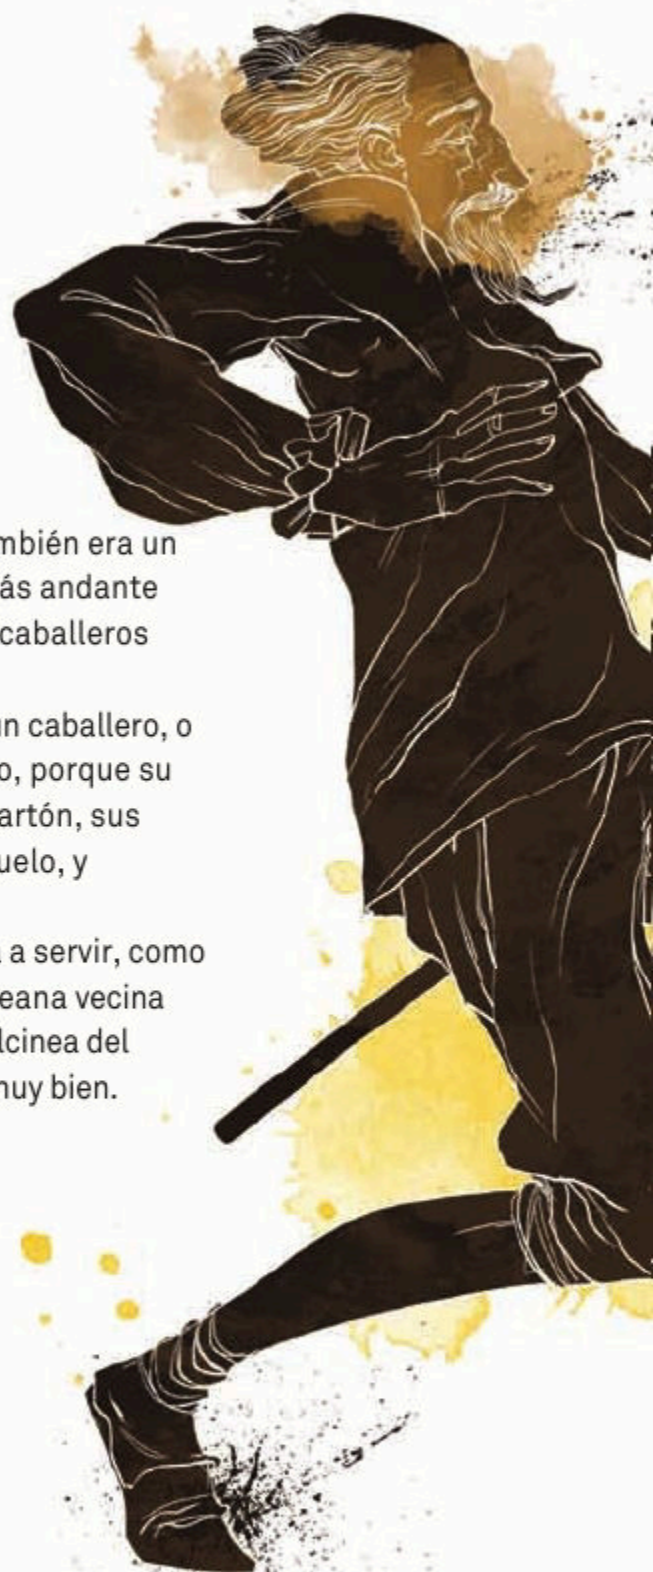 mbién era un
ás andante
caballeros
un caballero, o
o, porque su
artón, sus
uelo, y
a servir, como
eana vecina
lcinea del
muy bien.